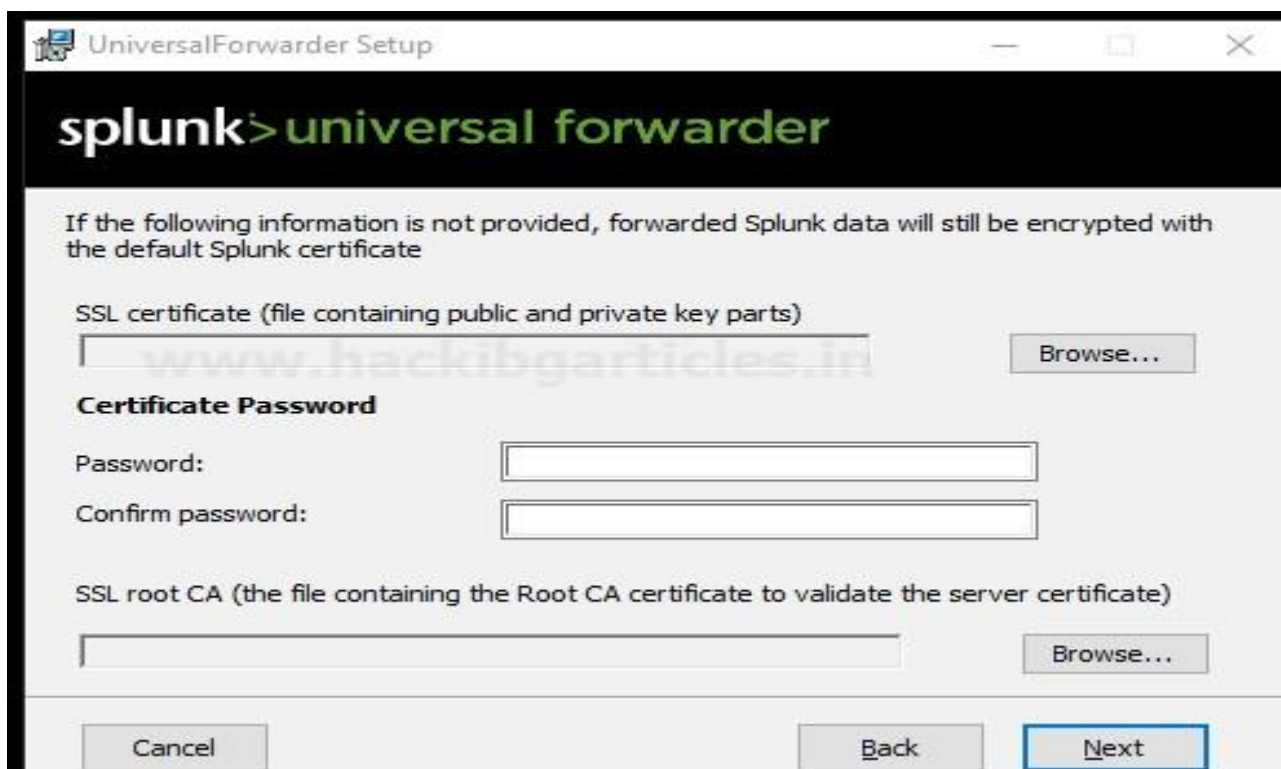 UniversalForwarder Setup
splunk>universal forwarder
If the following information is not provided, forwarded Splunk data will still be encrypted with
the default Splunk certificate
SSL certificate (file containing public and private key parts)
www.hackibgarticles.in
Browse...
Certificate Password
Password:
Confirm password:
SSL root CA (the file containing the Root CA certificate to validate the server certificate)
Browse...
Cancel
Back
Next